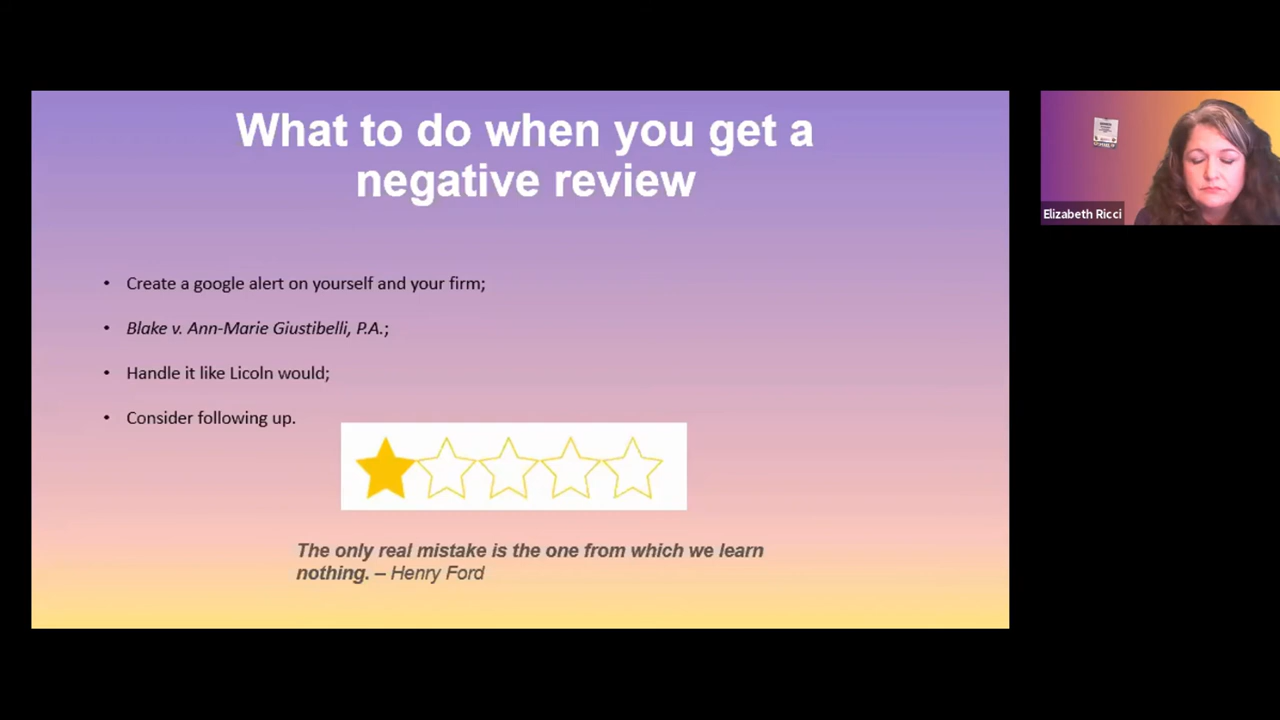 What to do when you get a
negative review
• Create a google alert on yourself and your firm;
• Blake v. Ann-Marie Giustibelli, P.A.;
• Handle it like Licoln would;
• Consider following up.
The only real mistake is the one from which we learn
nothing. – Henry Ford
Elizabeth Ricci